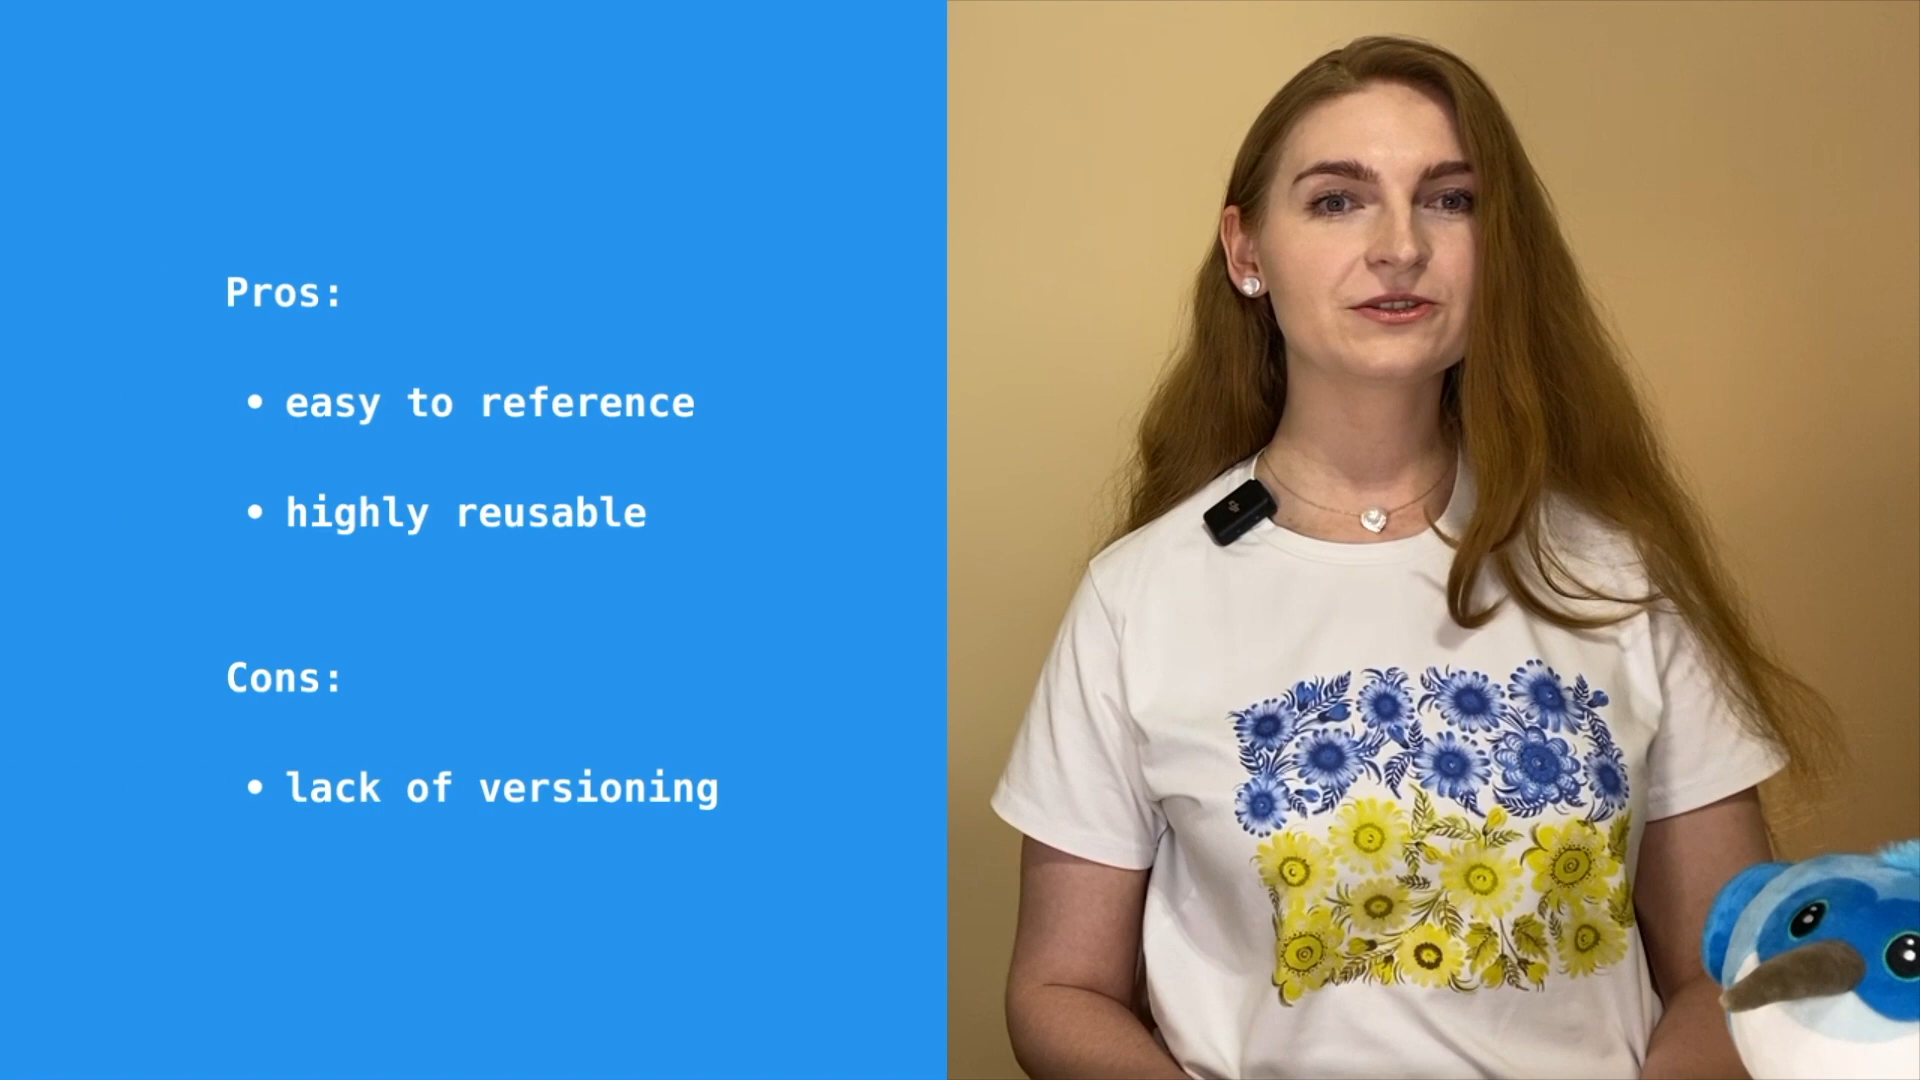 Pros:
• easy to reference
• highly reusable
Cons:
• lack of versioning